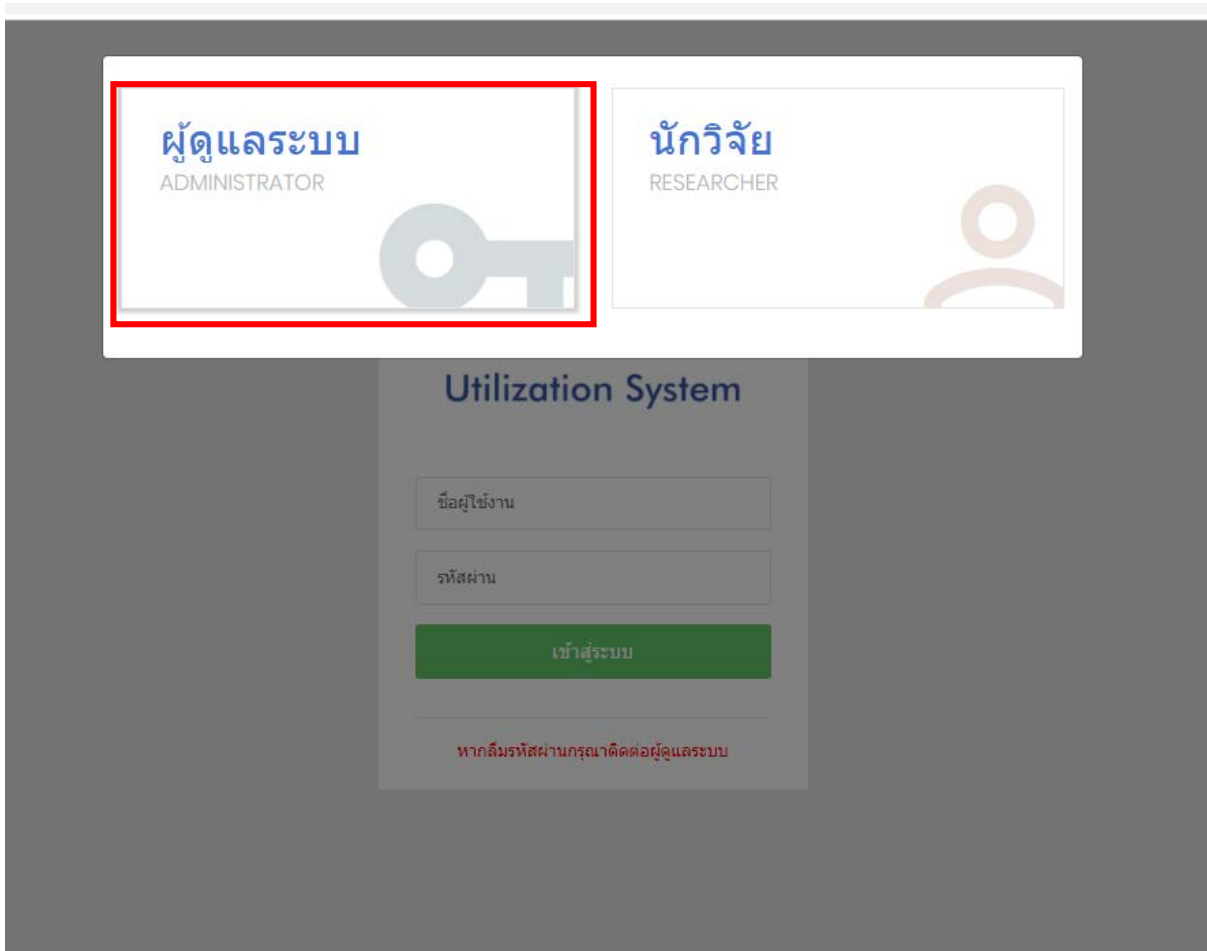 ผู้ดูแลระบบ
ADMINISTRATOR
นักวิจัย
RESEARCHER
Utilization System
ชื่อผู้ใช้งาน
รหัสผ่าน
เข้าสู่ระบบ
หากลืมรหัสผ่านกรุณาติดต่อผู้ดูแลระบบ